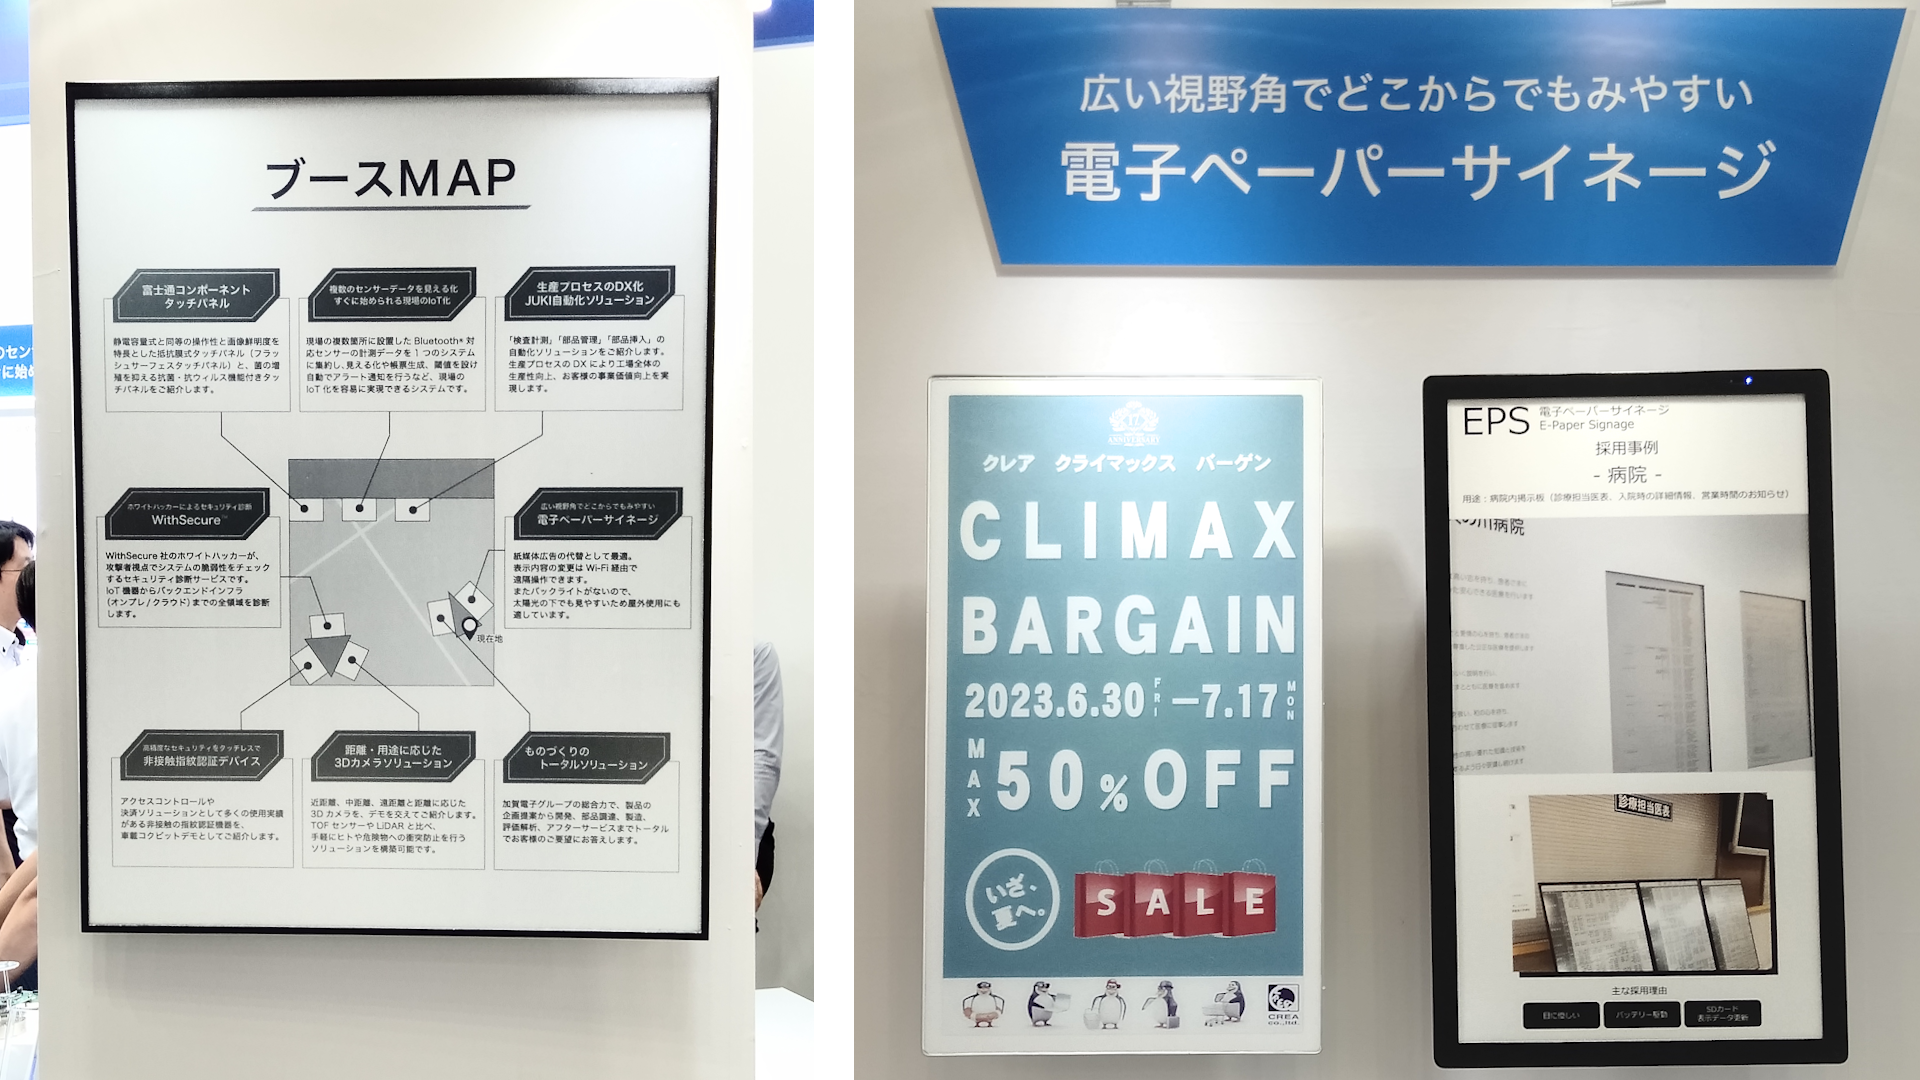 ブースMAP
富士通コンポーネント
タッチパネル
静電容量式と同等の操作性と画像鮮明度を
特長とした抵抗膜式タッチパネル(フラッ
シュサーフェスタッチパネル)と、菌の増
殖を抑える抗菌・抗ウィルス機能付きタッ
チパネルをご紹介します。
複数のセンサーデータを見える化
すぐに始められる現場のIoT化
現場の複数箇所に設置した Bluetooth® 対
応センサーの計測データを 1 つのシステム
に集約し、見える化や帳票生成、閾値を設け
自動でアラート通知を行うなど、現場の
IoT 化を容易に実現できるシステムです。
生産プロセスのDX化
JUKI自動化ソリューション
「検査計測」「部品管理」「部品挿入」の
自動化ソリューションをご紹介します。
生産プロセスの DX により工場全体の
生産性向上、お客様の事業価値向上を実
現します。
ホワイトハッカーによるセキュリティ診断
WithSecure™
WithSecure 社のホワイトハッカーが、
攻撃者視点でシステムの脆弱性をチェック
するセキュリティ診断サービスです。
IoT 機器からバックエンドインフラ
(オンプレ / クラウド)までの全領域を診断
します。
広い視野角でどこからでもみやすい
電子ペーパーサイネージ
紙媒体広告の代替として最適。
表示内容の変更は Wi-Fi 経由で
遠隔操作できます。
またバックライトがないので、
太陽光の下でも見やすいため屋外使用にも
適しています。
現在地
高精度なセキュリティをタッチレスで
非接触指紋認証デバイス
アクセスコントロールや
決済ソリューションとして多くの使用実績
がある非接触の指紋認証機器を、
車載コクピットデモとしてご紹介します。
距離・用途に応じた
3Dカメラソリューション
近距離、中距離、遠距離と距離に応じた
3D カメラを、デモを交えてご紹介します。
TOF センサーや LiDAR と比べ、
手軽にヒトや危険物への衝突防止を行う
ソリューションを構築可能です。
ものづくりの
トータルソリューション
加賀電子グループの総合力で、製品の
企画提案から開発、部品調達、製造、
評価解析、アフターサービスまでトータル
でお客様のご要望にお答えします。
広い視野角でどこからでもみやすい
電子ペーパーサイネージ
ANNIVERSARY
クレア クライマックス バーゲン
CLIMAX
BARGAIN
2023.6.30 FRI —7.17 MON
MAX 50%OFF
いざ、
夏へ。
SALE
CREA
co.,ltd.
EPS 電子ペーパーサイネージ
E-Paper Signage
採用事例
- 病院 -
用途：病院内掲示板（診療担当医表、入院時の詳細情報、営業時間のお知らせ）
川病院
診療担当医表
主な採用理由
目に優しい
バッテリー駆動
SDカード
表示データ更新